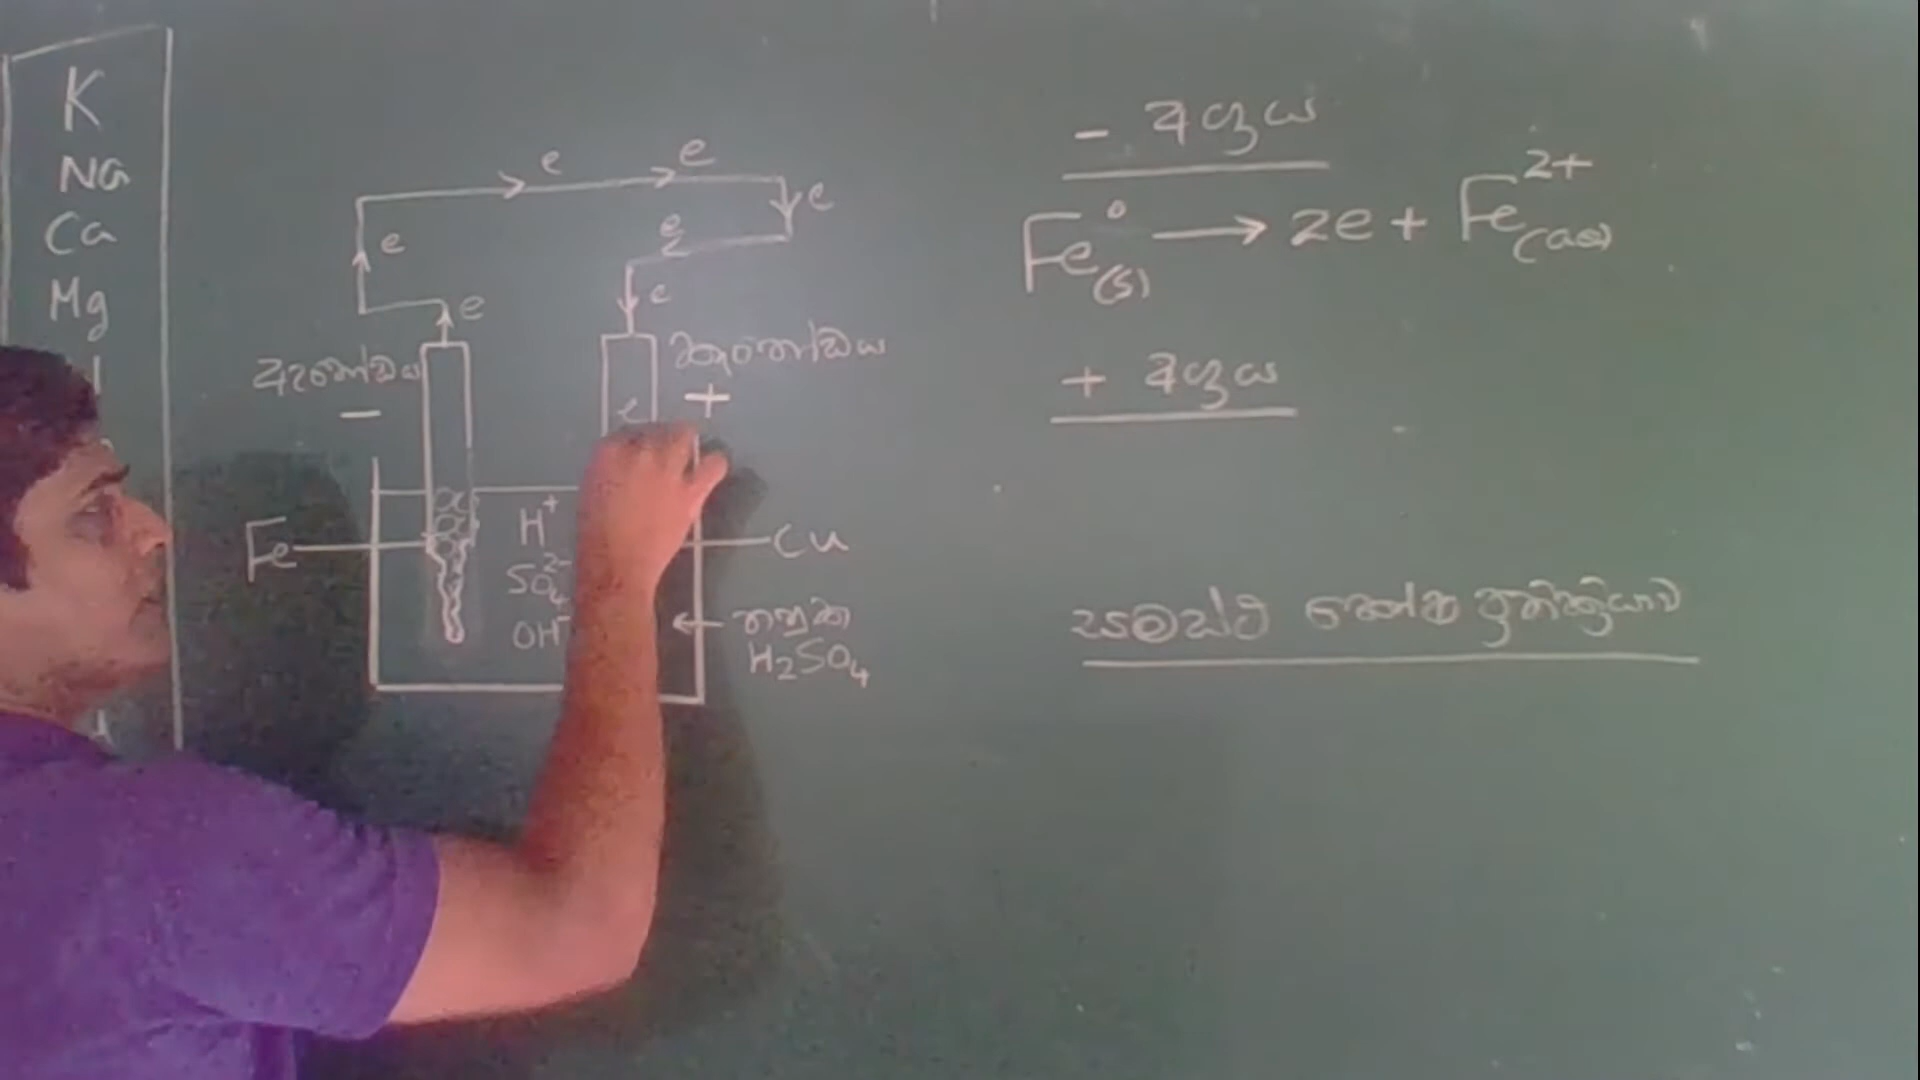 K
Na
Ca
Mg
e
e
e
e
e
e
e
e
ඇනෝඩය
−
කැතෝඩය
+
Fe
H⁺
SO₄²⁻
OH⁻
Cu
තනුක
H₂SO₄
− අග්‍රය
Fe⁰(s) → 2e + Fe²⁺(aq)
+ අග්‍රය
සමස්ථ කෝෂ ප්‍රතික්‍රියාව